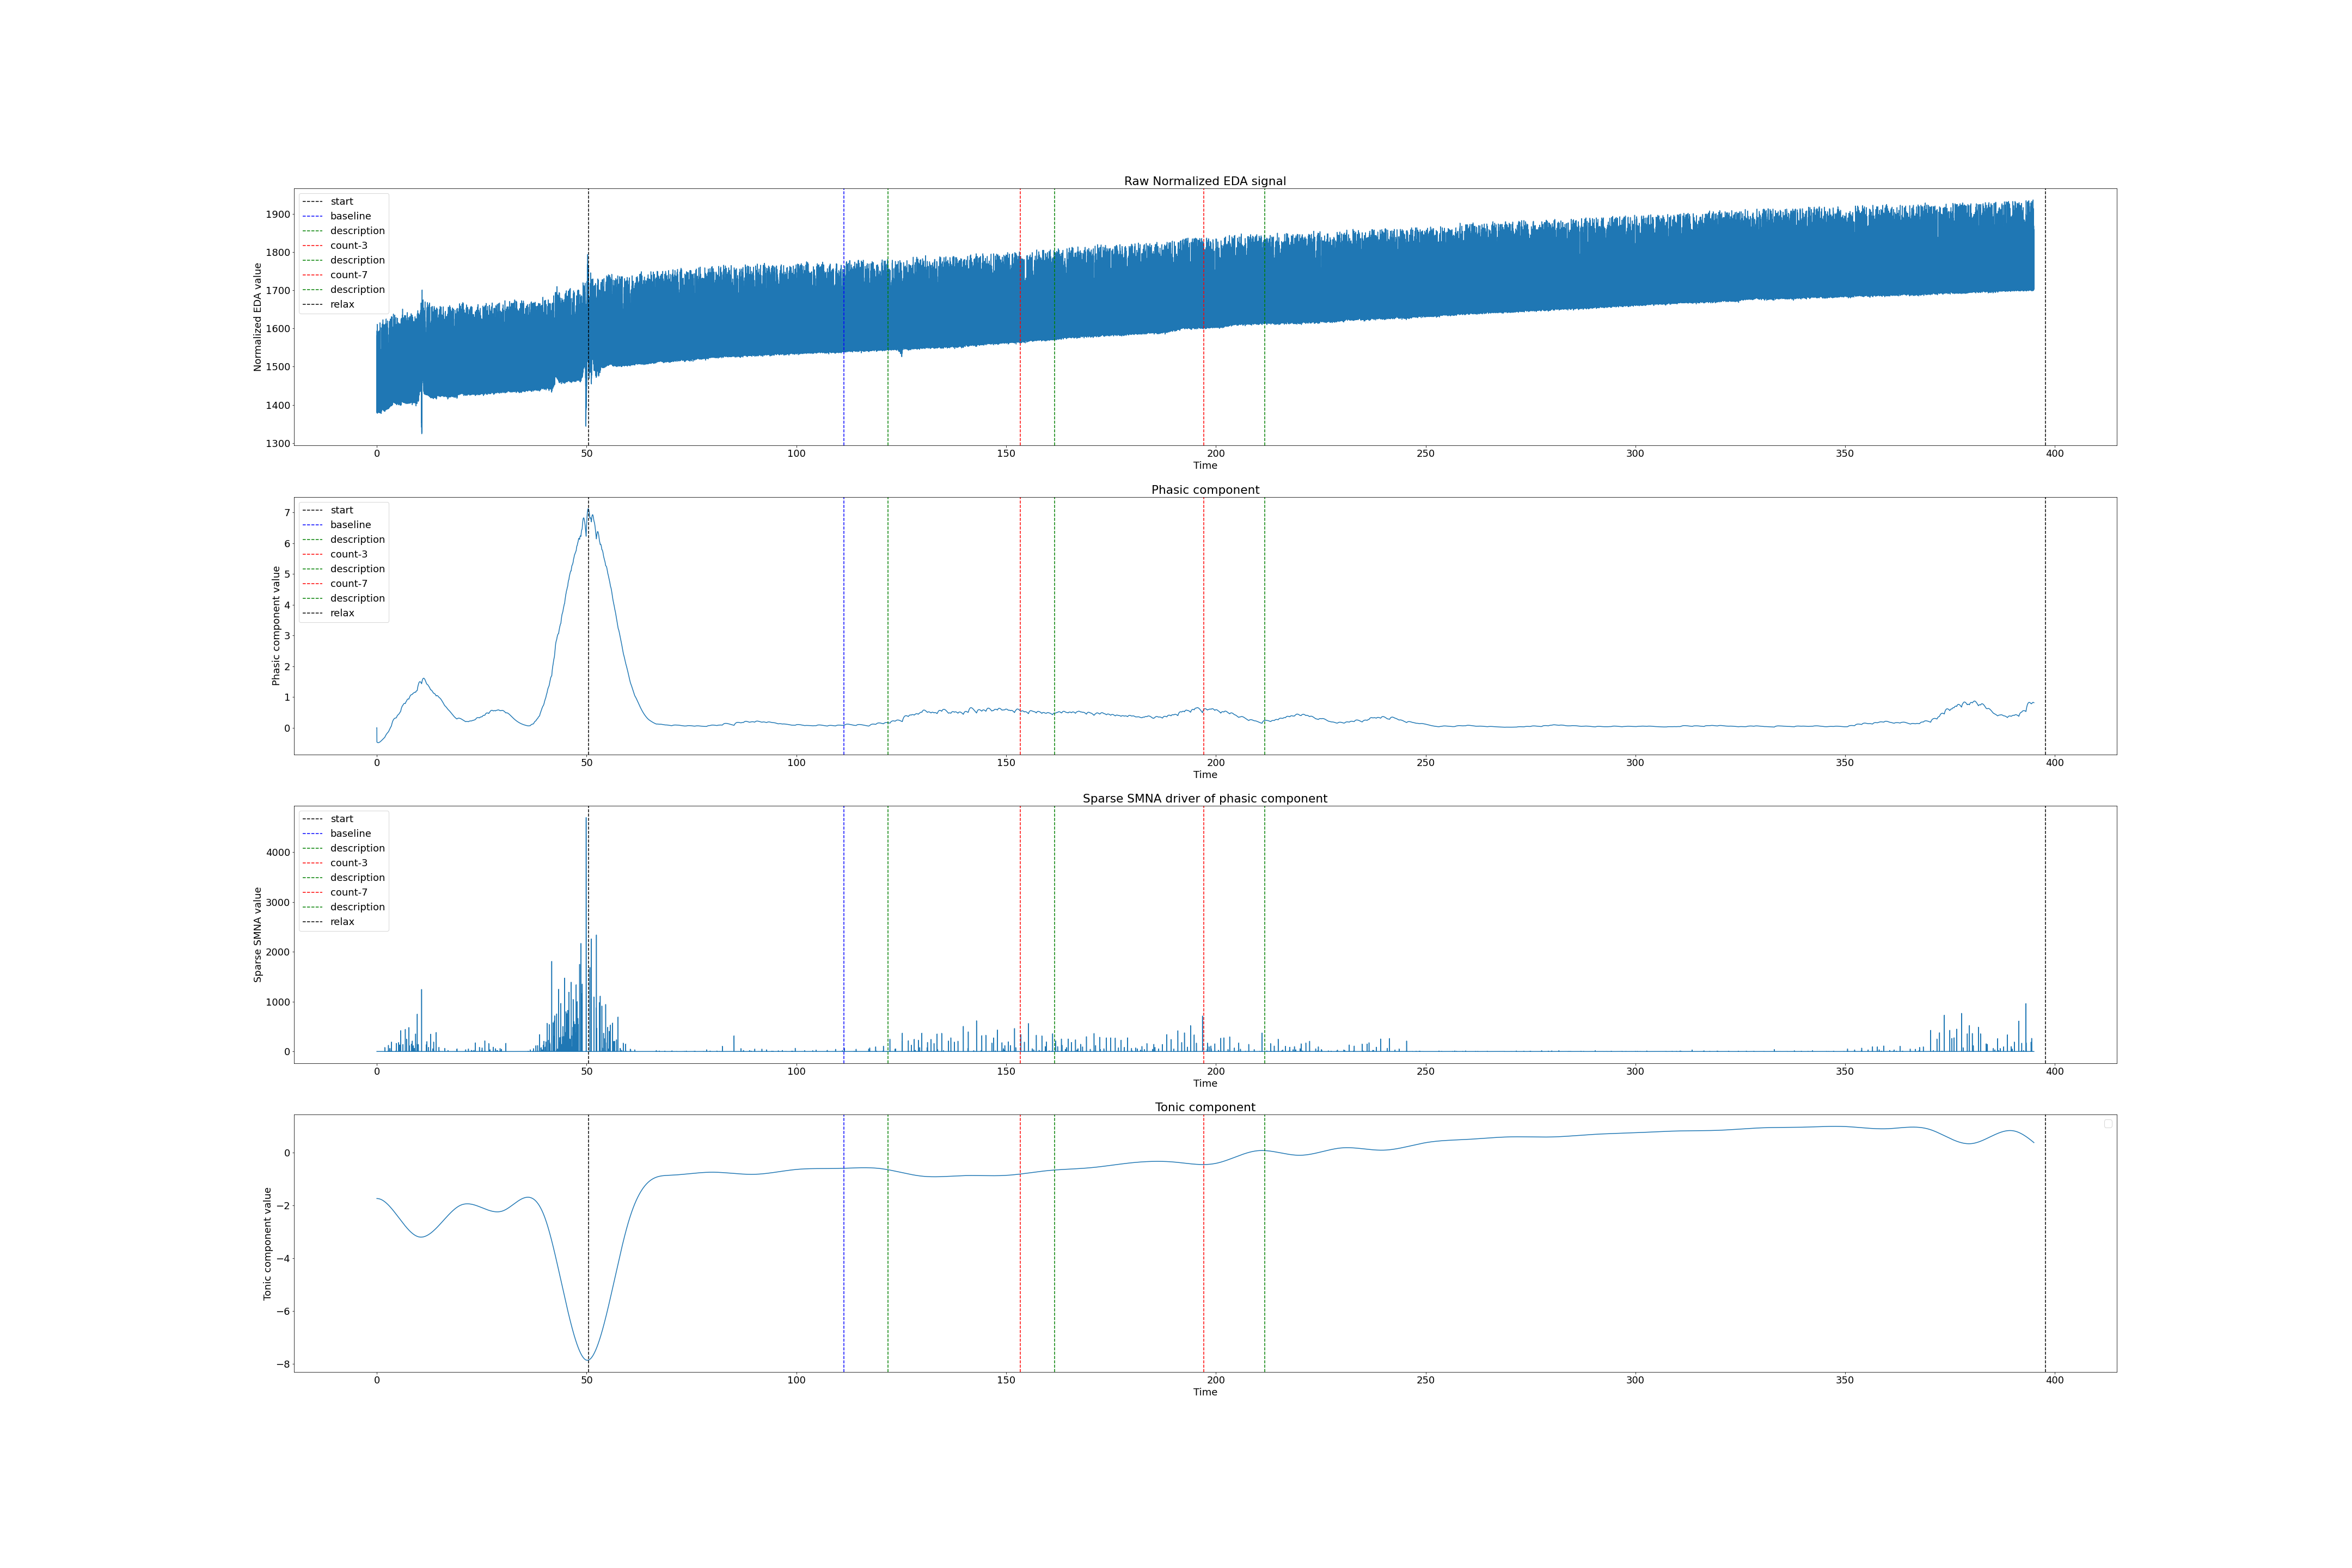 Raw Normalized EDA signal
start
baseline
description
count-3
description
count-7
description
relax
Normalized EDA value
1900
1800
1700
1600
1500
1400
1300
0 50 100 150 200 250 300 350 400
Time
Phasic component
start
baseline
description
count-3
description
count-7
description
relax
Phasic component value
7
6
5
4
3
2
1
0
0 50 100 150 200 250 300 350 400
Time
Sparse SMNA driver of phasic component
start
baseline
description
count-3
description
count-7
description
relax
Sparse SMNA value
4000
3000
2000
1000
0
0 50 100 150 200 250 300 350 400
Time
Tonic component
Tonic component value
0
−2
−4
−6
−8
0 50 100 150 200 250 300 350 400
Time